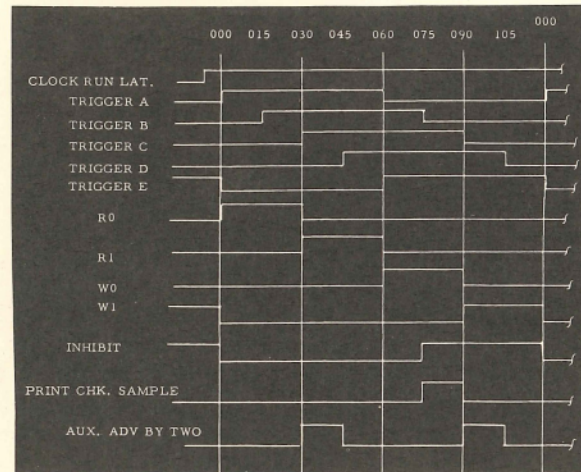 000
000 015 030 045 060 075 090 105
CLOCK RUN LAT.
TRIGGER A
TRIGGER B
TRIGGER C
TRIGGER D
TRIGGER E
R0
R1
W0
W1
INHIBIT
PRINT CHK. SAMPLE
AUX. ADV BY TWO